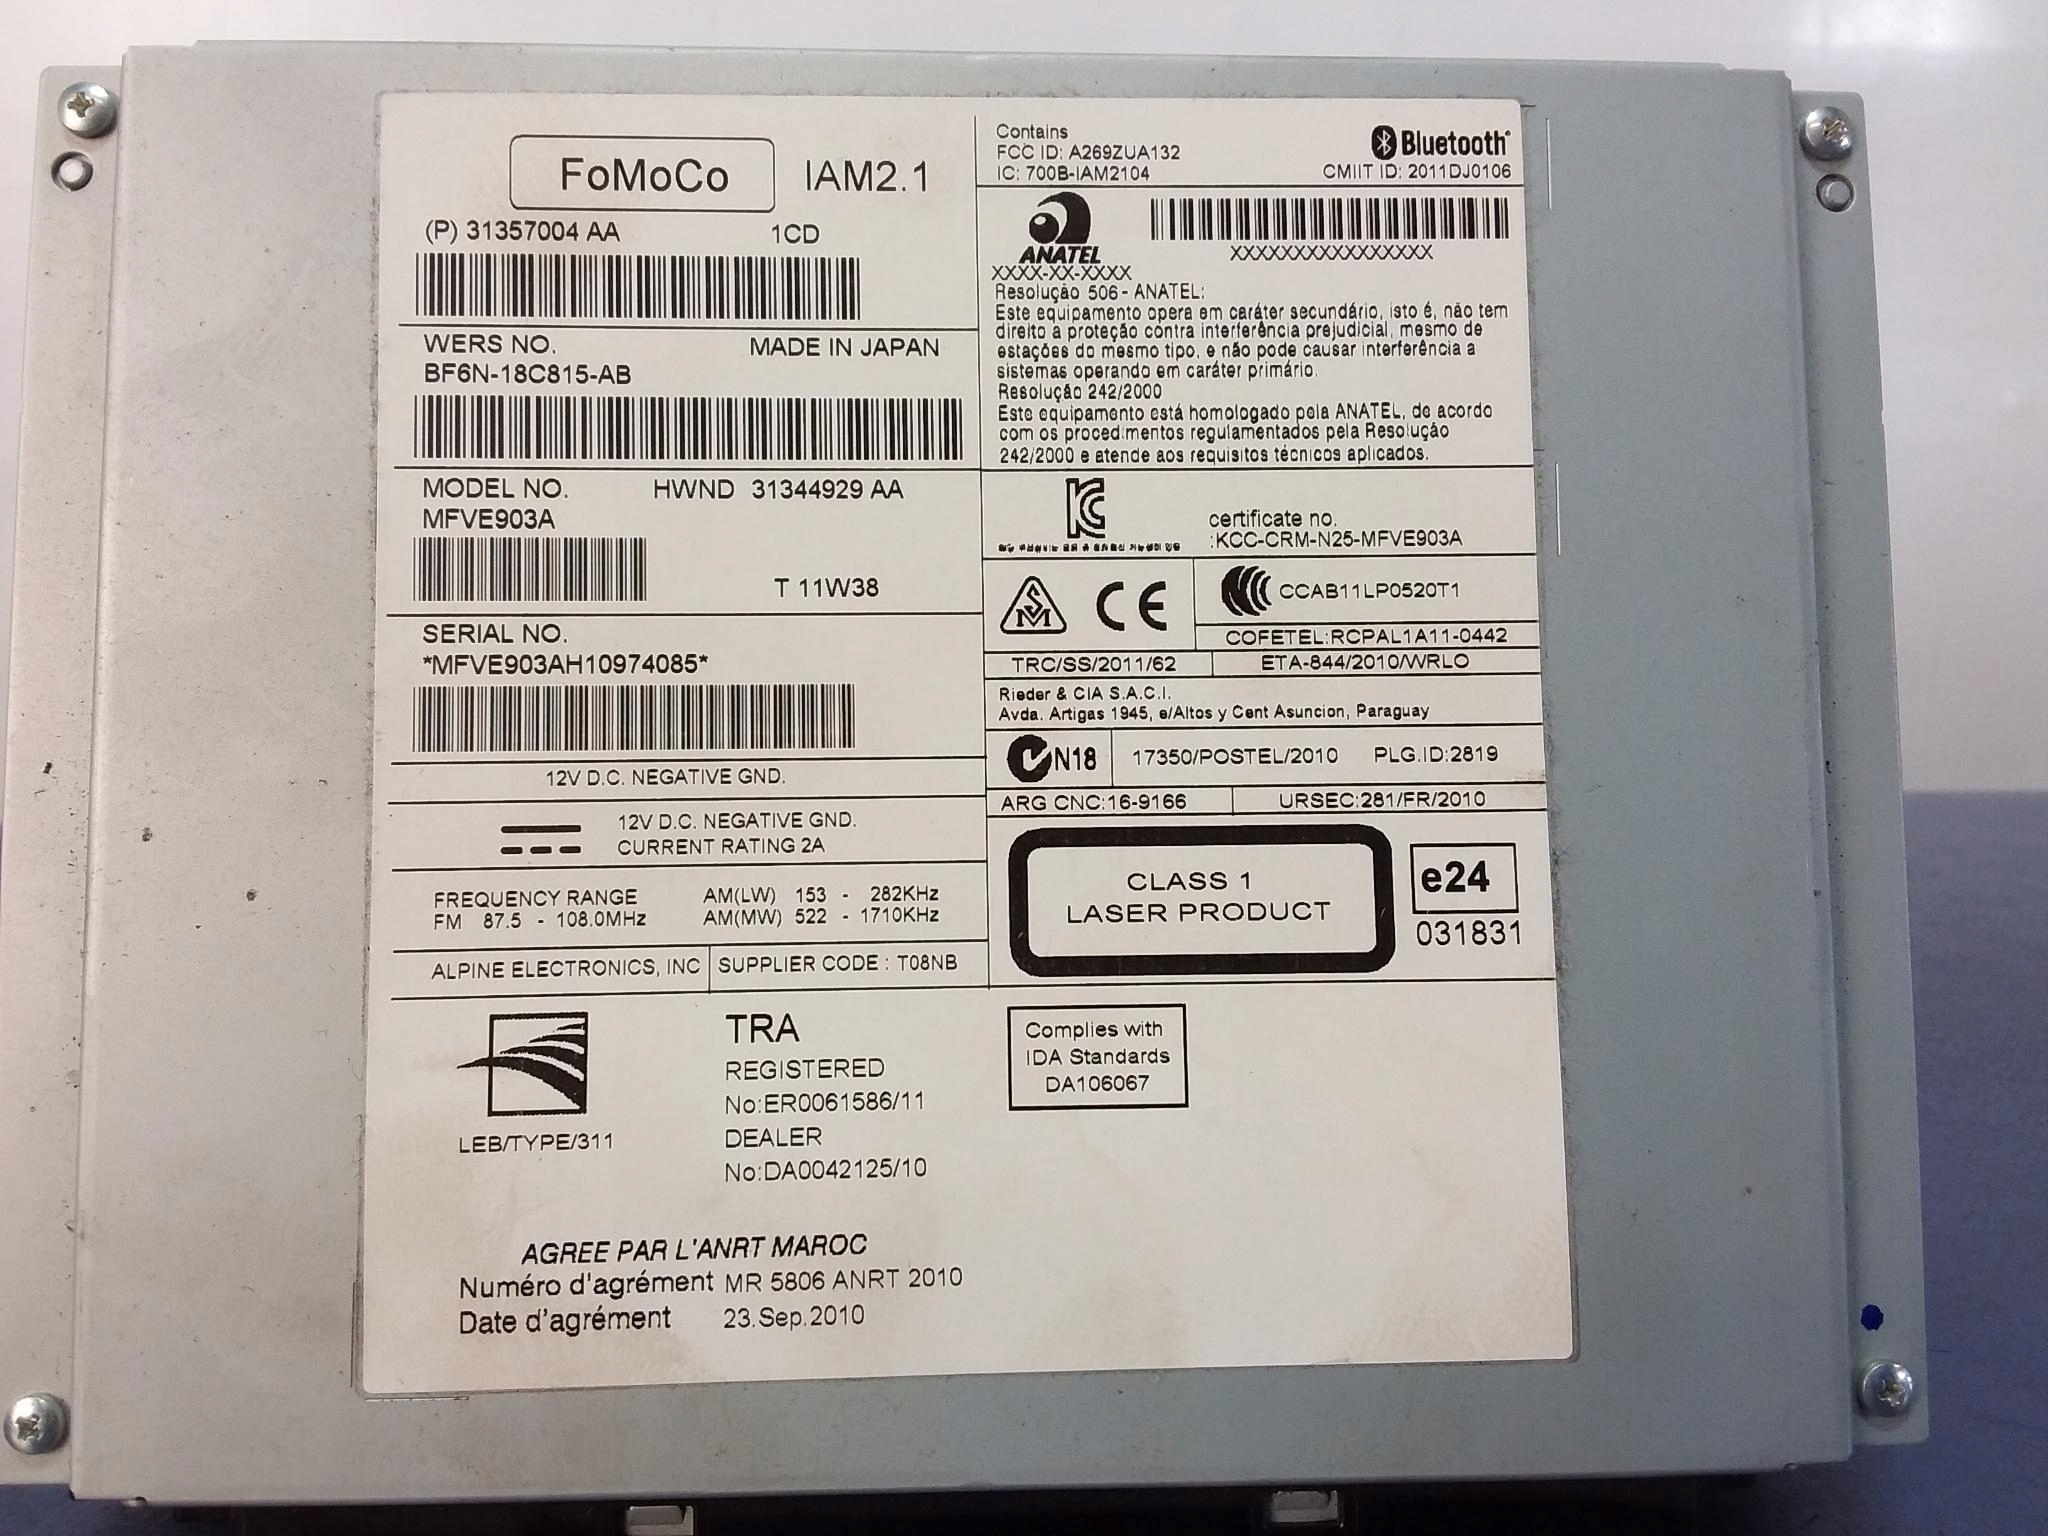 FoMoCo IAM2.1
(P) 31357004 AA 1CD
WERS NO. MADE IN JAPAN
BF6N-18C815-AB
MODEL NO. HWND 31344929 AA
MFVE903A
T 11W38
SERIAL NO.
*MFVE903AH10974085*
12V D.C. NEGATIVE GND.
12V D.C. NEGATIVE GND.
CURRENT RATING 2A
FREQUENCY RANGE AM(LW) 153 - 282KHz
FM 87.5 - 108.0MHz AM(MW) 522 - 1710KHz
ALPINE ELECTRONICS, INC SUPPLIER CODE : T08NB
Contains
FCC ID: A269ZUA132
IC: 700B-IAM2104
Bluetooth
CMIIT ID: 2011DJ0106
ANATEL
XXXX-XX-XXXX
XXXXXXXXXXXXXXXX
Resolução 506 - ANATEL:
Este equipamento opera em caráter secundário, isto é, não tem
direito a proteção contra interferência prejudicial, mesmo de
estações do mesmo tipo, e não pode causar interferência a
sistemas operando em caráter primário.
Resolução 242/2000
Este equipamento está homologado pela ANATEL, de acordo
com os procedimentos regulamentados pela Resolução
242/2000 e atende aos requisitos técnicos aplicados.
certificate no.
:KCC-CRM-N25-MFVE903A
SM CE CCAB11LP0520T1
COFETEL:RCPAL1A11-0442
TRC/SS/2011/62 ETA-844/2010/WRLO
Rieder & CIA S.A.C.I.
Avda. Artigas 1945, e/Altos y Cent Asuncion, Paraguay
N18 17350/POSTEL/2010 PLG.ID:2819
ARG CNC:16-9166 URSEC:281/FR/2010
CLASS 1
LASER PRODUCT
e24
031831
LEB/TYPE/311
TRA
REGISTERED
No:ER0061586/11
DEALER
No:DA0042125/10
Complies with
IDA Standards
DA106067
AGREE PAR L'ANRT MAROC
Numéro d'agrément MR 5806 ANRT 2010
Date d'agrément 23.Sep.2010